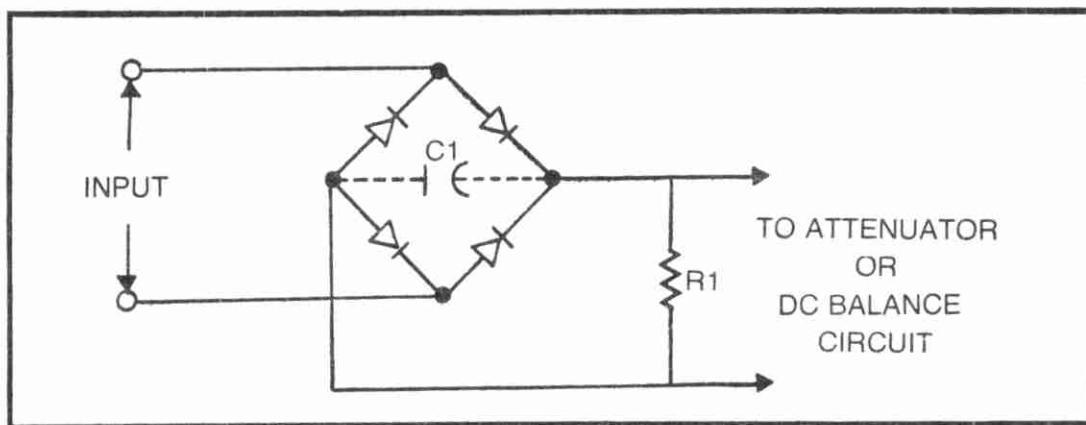 INPUT
C1
R1
TO ATTENUATOR
OR
DC BALANCE
CIRCUIT